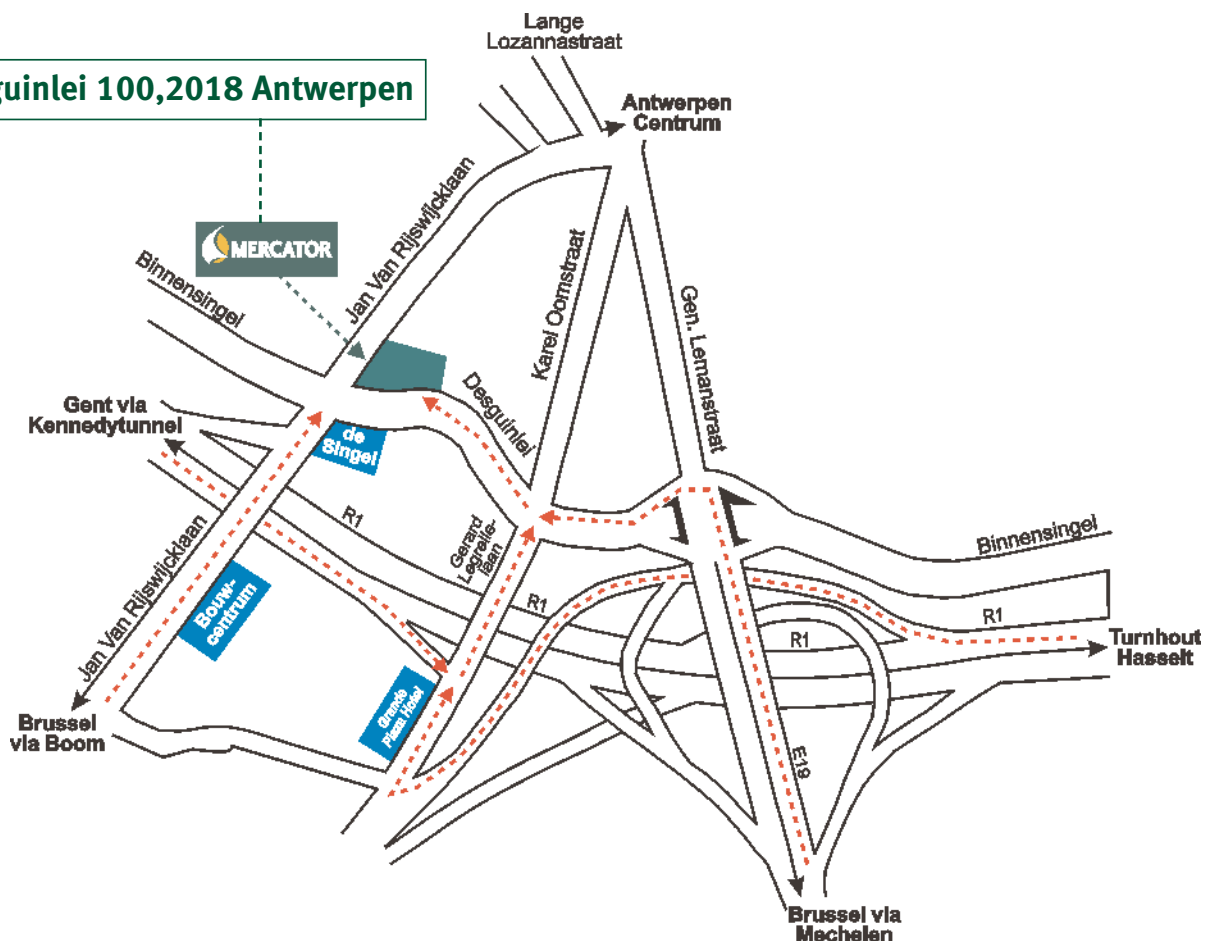 Lange
Lozannastraat
guinlei 100,2018 Antwerpen
Antwerpen
Centrum
MERCATOR
Jan Van Rijswijcklaan
Binnensingel
Karel Oomstraat
Gen. Lemanstraat
Desguinlei
Gent via
Kennedytunnel
de
Singel
R1
Gerard
Legrelle-
laan
Binnensingel
Jan Van Rijswijcklaan
Bouw-
centrum
R1
R1
R1
Turnhout
Hasselt
Grande
Plaza Hotel
Brussel
via Boom
E19
Brussel via
Mechelen